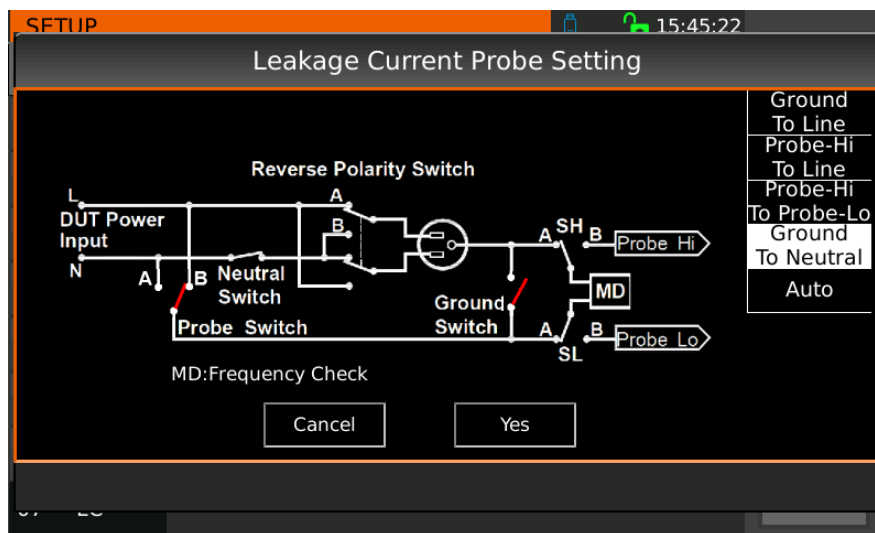 SETUP
15:45:22
Leakage Current Probe Setting
Ground
To Line
Probe-Hi
To Line
Probe-Hi
To Probe-Lo
Ground
To Neutral
Auto
Reverse Polarity Switch
L
A
DUT Power
Input
B
SH
A
B
Probe Hi
N
A
B
Neutral
Switch
MD
Ground
Switch
Probe Switch
A
B
Probe Lo
SL
MD:Frequency Check
Cancel
Yes